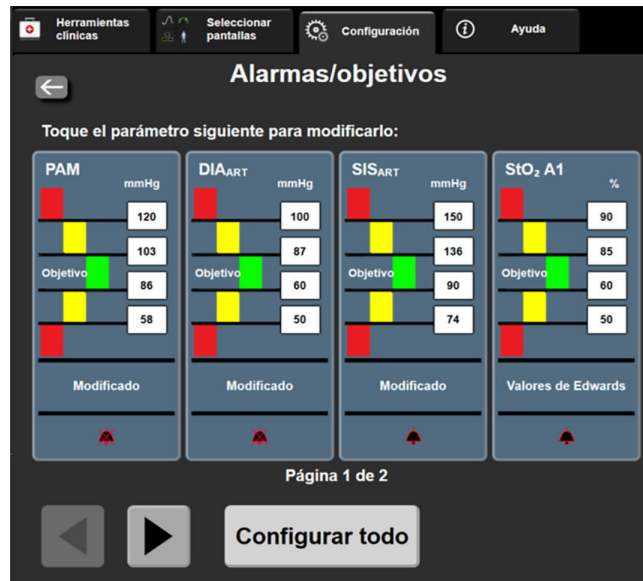 Herramientas clínicas
Seleccionar pantallas
Configuración
Ayuda
Alarmas/objetivos
Toque el parámetro siguiente para modificarlo:
PAM
mmHg
120
103
Objetivo
86
58
Modificado
DIAART
mmHg
100
87
Objetivo
60
50
Modificado
SISART
mmHg
150
136
Objetivo
90
74
Modificado
StO₂ A1
%
90
85
Objetivo
60
50
Valores de Edwards
Página 1 de 2
Configurar todo